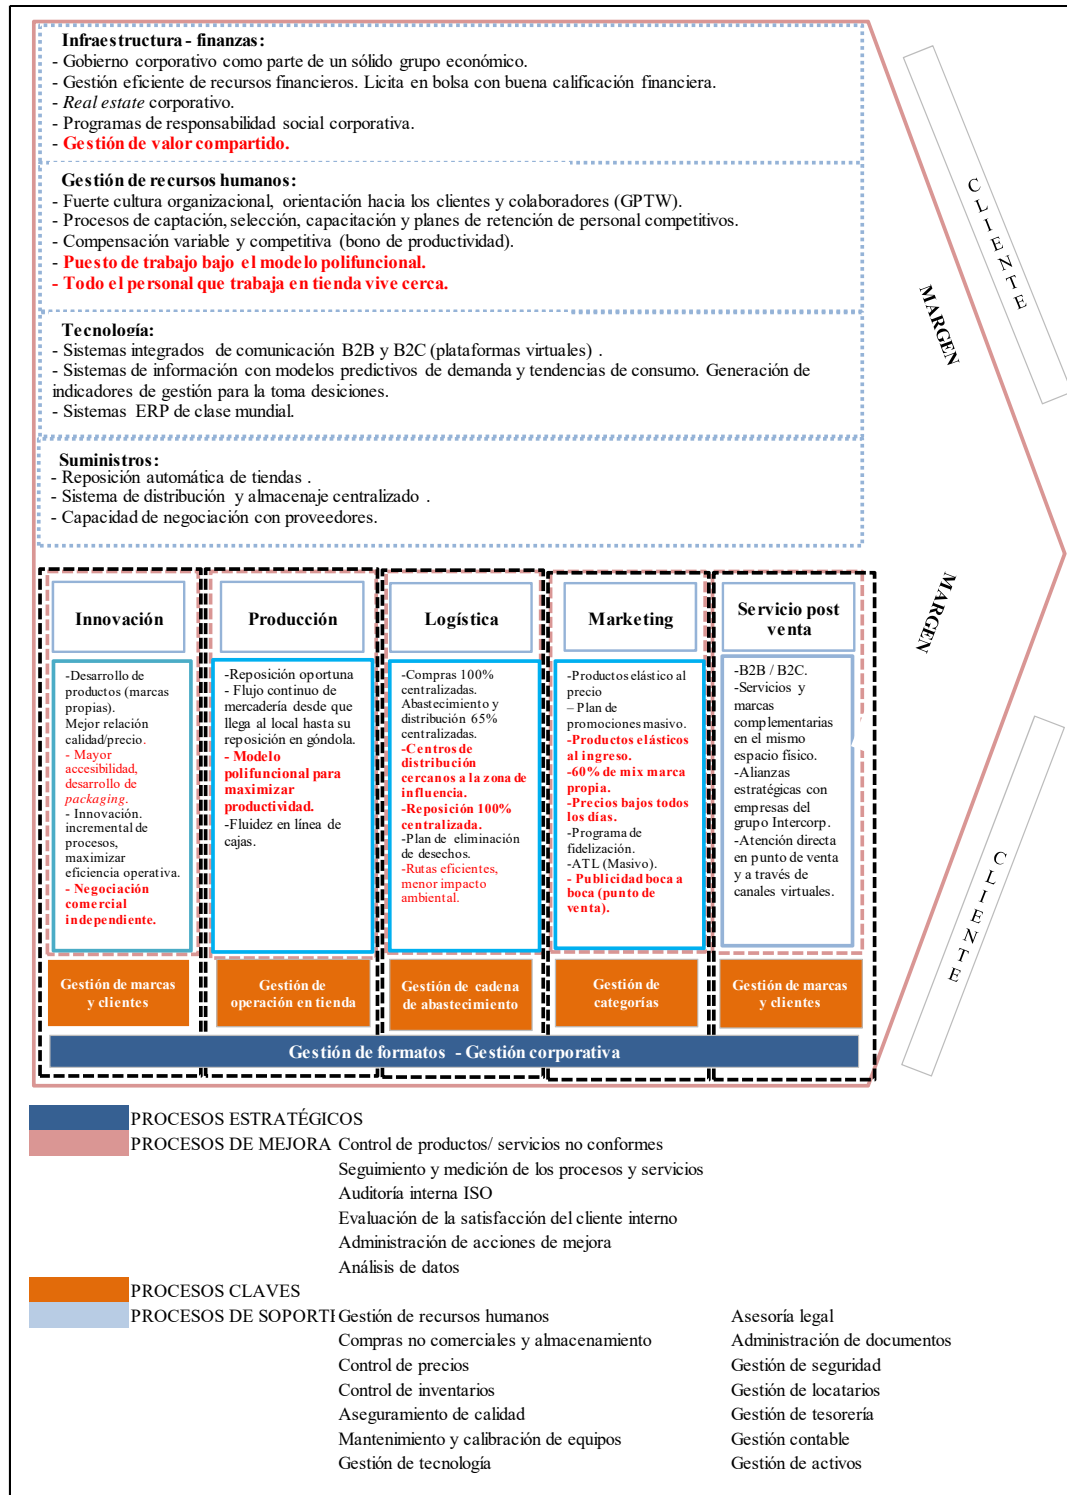 Infraestructura - finanzas:
- Gobierno corporativo como parte de un sólido grupo económico.
- Gestión eficiente de recursos financieros. Licita en bolsa con buena calificación financiera.
- Real estate corporativo.
- Programas de responsabilidad social corporativa.
- Gestión de valor compartido.
Gestión de recursos humanos:
- Fuerte cultura organizacional, orientación hacia los clientes y colaboradores (GPTW).
- Procesos de captación, selección, capacitación y planes de retención de personal competitivos.
- Compensación variable y competitiva (bono de productividad).
- Puesto de trabajo bajo el modelo polifuncional.
- Todo el personal que trabaja en tienda vive cerca.
Tecnología:
- Sistemas integrados de comunicación B2B y B2C (plataformas virtuales) .
- Sistemas de información con modelos predictivos de demanda y tendencias de consumo. Generación de
indicadores de gestión para la toma desiciones.
- Sistemas ERP de clase mundial.
Suministros:
- Reposición automática de tiendas .
- Sistema de distribución y almacenaje centralizado .
- Capacidad de negociación con proveedores.
CLIENTE
MARGEN
MARGEN
CLIENTE
Innovación
-Desarrollo de
productos (marcas
propias).
Mejor relación
calidad/precio.
- Mayor
accesibilidad,
desarrollo de
packaging.
- Innovación.
incremental de
procesos,
maximizar
eficiencia operativa.
- Negociación
comercial
independiente.
Gestión de marcas
y clientes
Producción
-Reposición oportuna
- Flujo continuo de
mercadería desde que
llega al local hasta su
reposición en góndola.
- Modelo
polifuncional para
maximizar
productividad.
-Fluidez en línea de
cajas.
Gestión de
operación en tienda
Logística
-Compras 100%
centralizadas.
Abastecimiento y
distribución 65%
centralizadas.
-Centros de
distribución
cercanos a la zona de
influencia.
-Reposición 100%
centralizada.
-Plan de eliminación
de desechos.
-Rutas eficientes,
menor impacto
ambiental.
Gestión de cadena
de abastecimiento
Marketing
-Productos elástico al
precio
– Plan de
promociones masivo.
-Productos elásticos
al ingreso.
-60% de mix marca
propia.
-Precios bajos todos
los días.
-Programa de
fidelización.
-ATL (Masivo).
- Publicidad boca a
boca (punto de
venta).
Gestión de
categorías
Servicio post
venta
-B2B / B2C.
-Servicios y
marcas
complementarias
en el mismo
espacio físico.
-Alianzas
estratégicas con
empresas del
grupo Intercorp.
-Atención directa
en punto de venta
y a través de
canales virtuales.
Gestión de marcas
y clientes
Gestión de formatos - Gestión corporativa
PROCESOS ESTRATÉGICOS
PROCESOS DE MEJORA Control de productos/ servicios no conformes
Seguimiento y medición de los procesos y servicios
Auditoría interna ISO
Evaluación de la satisfacción del cliente interno
Administración de acciones de mejora
Análisis de datos
PROCESOS CLAVES
PROCESOS DE SOPORTE Gestión de recursos humanos Asesoría legal
Compras no comerciales y almacenamiento Administración de documentos
Control de precios Gestión de seguridad
Control de inventarios Gestión de locatarios
Aseguramiento de calidad Gestión de tesorería
Mantenimiento y calibración de equipos Gestión contable
Gestión de tecnología Gestión de activos